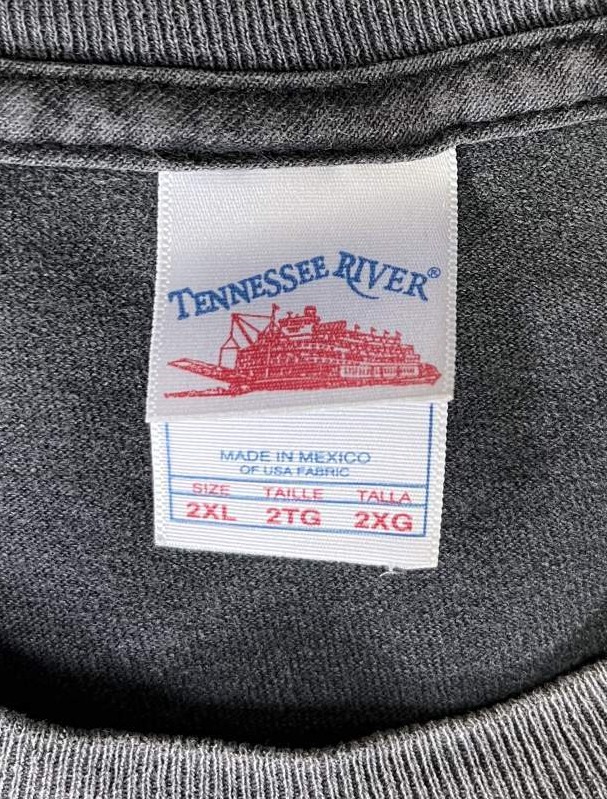 TENNESSEE RIVER®
MADE IN MEXICO
OF USA FABRIC
SIZE TAILLE TALLA
2XL 2TG 2XG